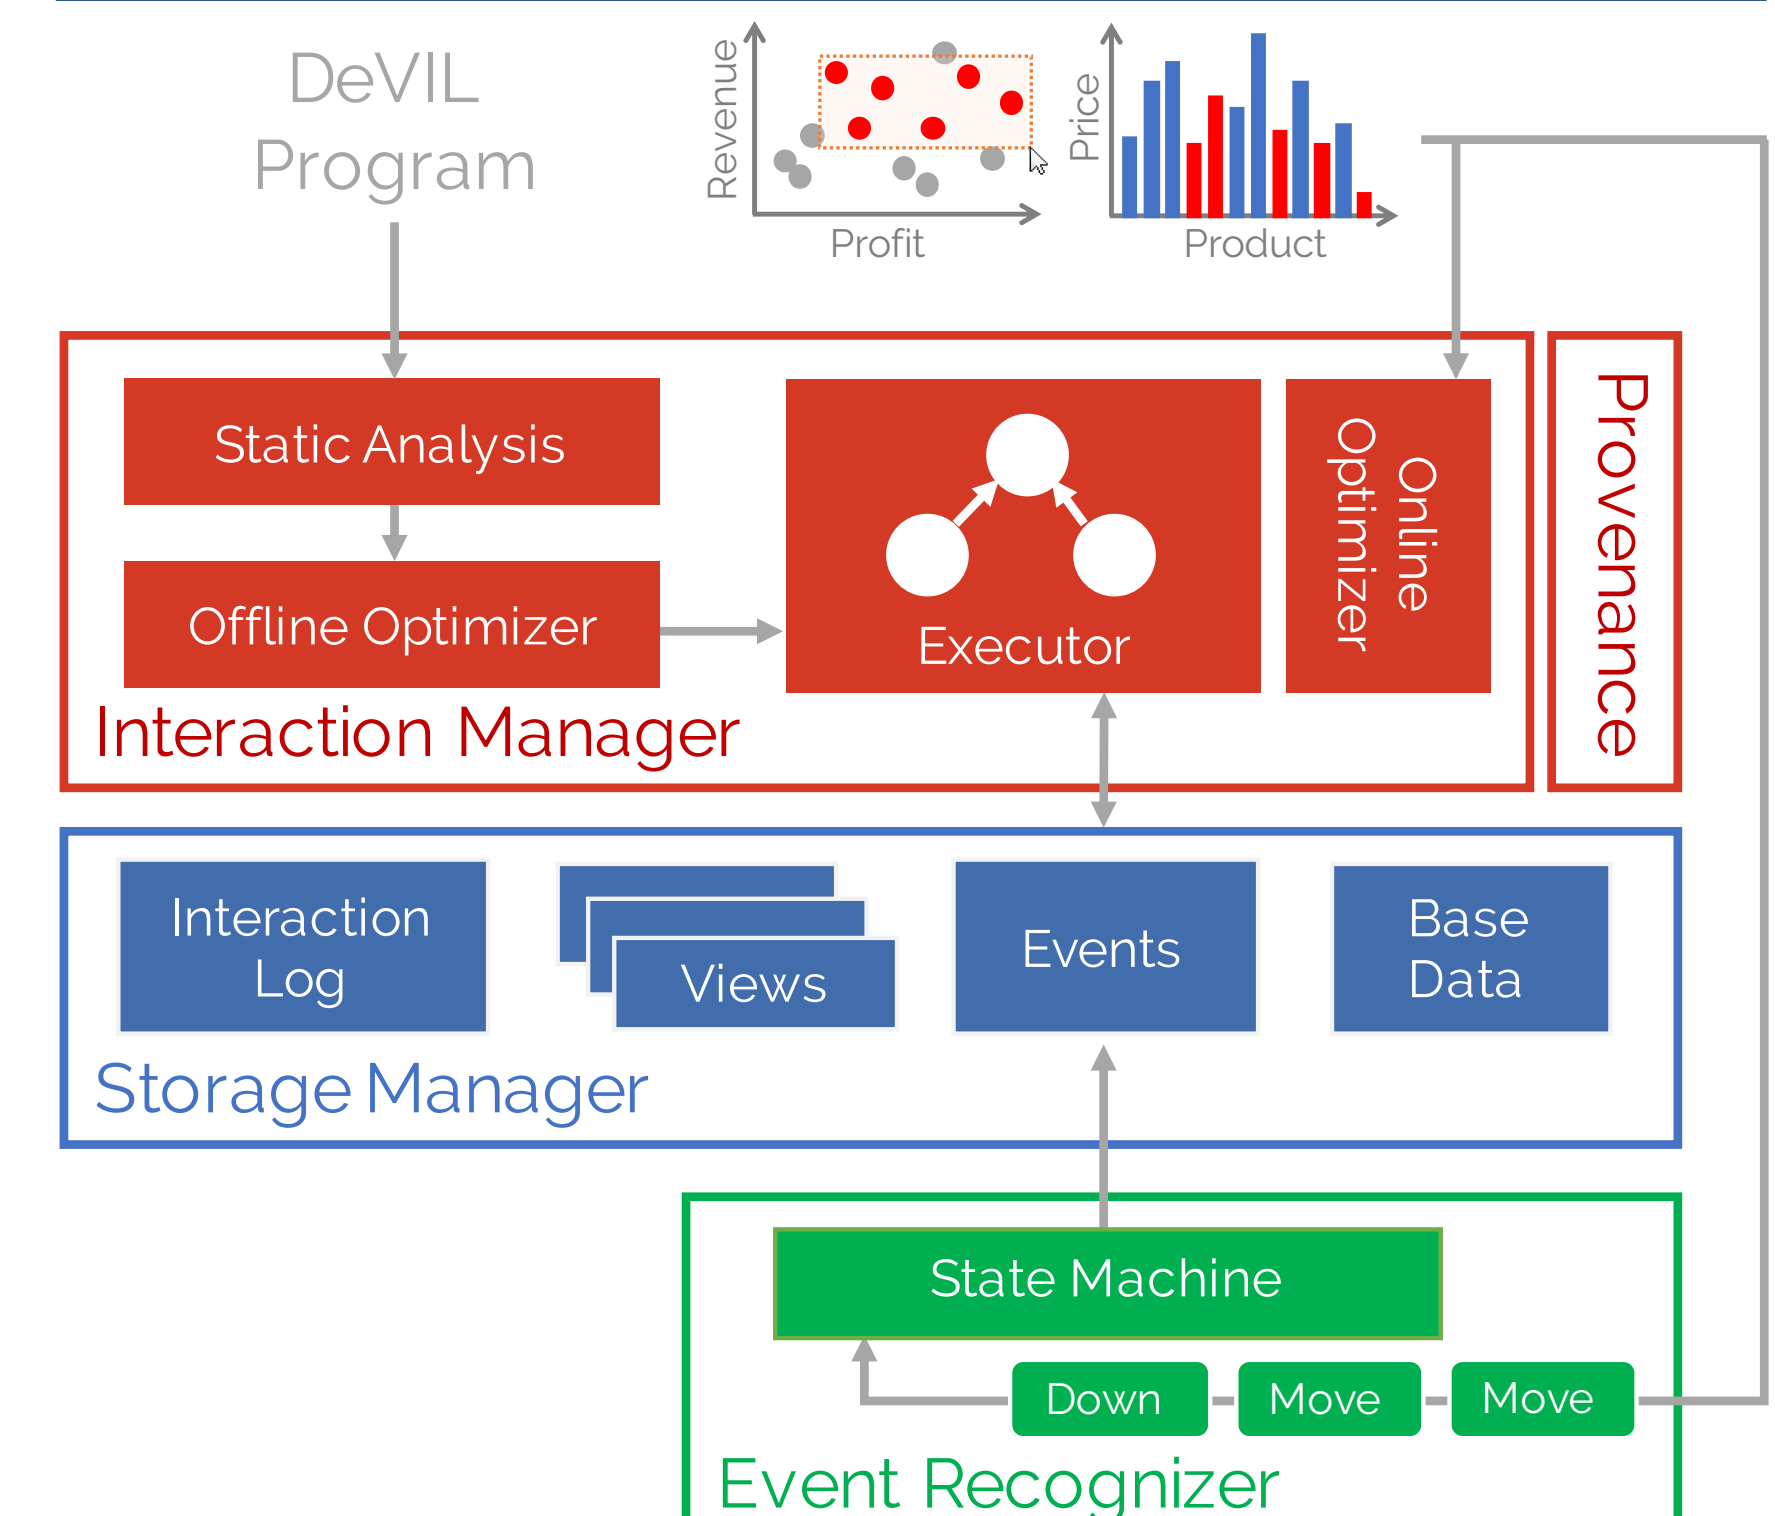 DeVIL
Program
Revenue
Profit
Price
Product
Static Analysis
Offline Optimizer
Executor
Online
Optimizer
Interaction Manager
Provenance
Interaction
Log
Views
Events
Base
Data
Storage Manager
State Machine
Down
Move
Move
Event Recognizer